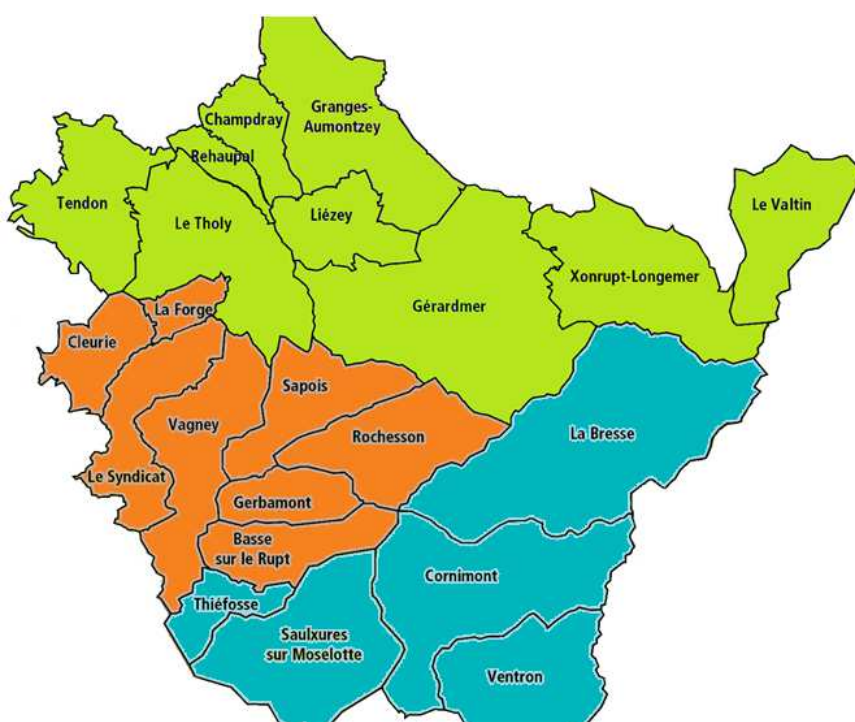 Granges-
Aumontzey
Champdray
Rehaupal
Tendon
Le Tholy
Liézey
Le Valtin
Xonrupt-Longemer
Gérardmer
La Forge
Cleurie
Sapois
Vagney
Rochesson
La Bresse
Le Syndicat
Gerbamont
Basse
sur le Rupt
Cornimont
Thiéfosse
Saulxures
sur Moselotte
Ventron